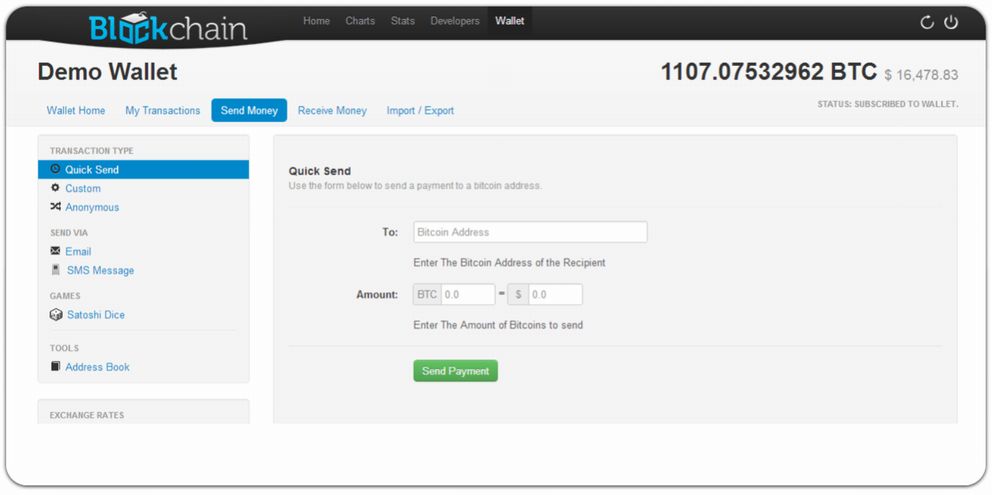 Blockchain
Home Charts Stats Developers Wallet
Demo Wallet
1107.07532962 BTC $ 16,478.83
Wallet Home My Transactions Send Money Receive Money Import / Export
STATUS: SUBSCRIBED TO WALLET.
TRANSACTION TYPE
Quick Send
Custom
Anonymous
SEND VIA
Email
SMS Message
GAMES
Satoshi Dice
TOOLS
Address Book
EXCHANGE RATES
Quick Send
Use the form below to send a payment to a bitcoin address.
To: Bitcoin Address
Enter The Bitcoin Address of the Recipient
Amount: BTC 0.0 = $ 0.0
Enter The Amount of Bitcoins to send
Send Payment